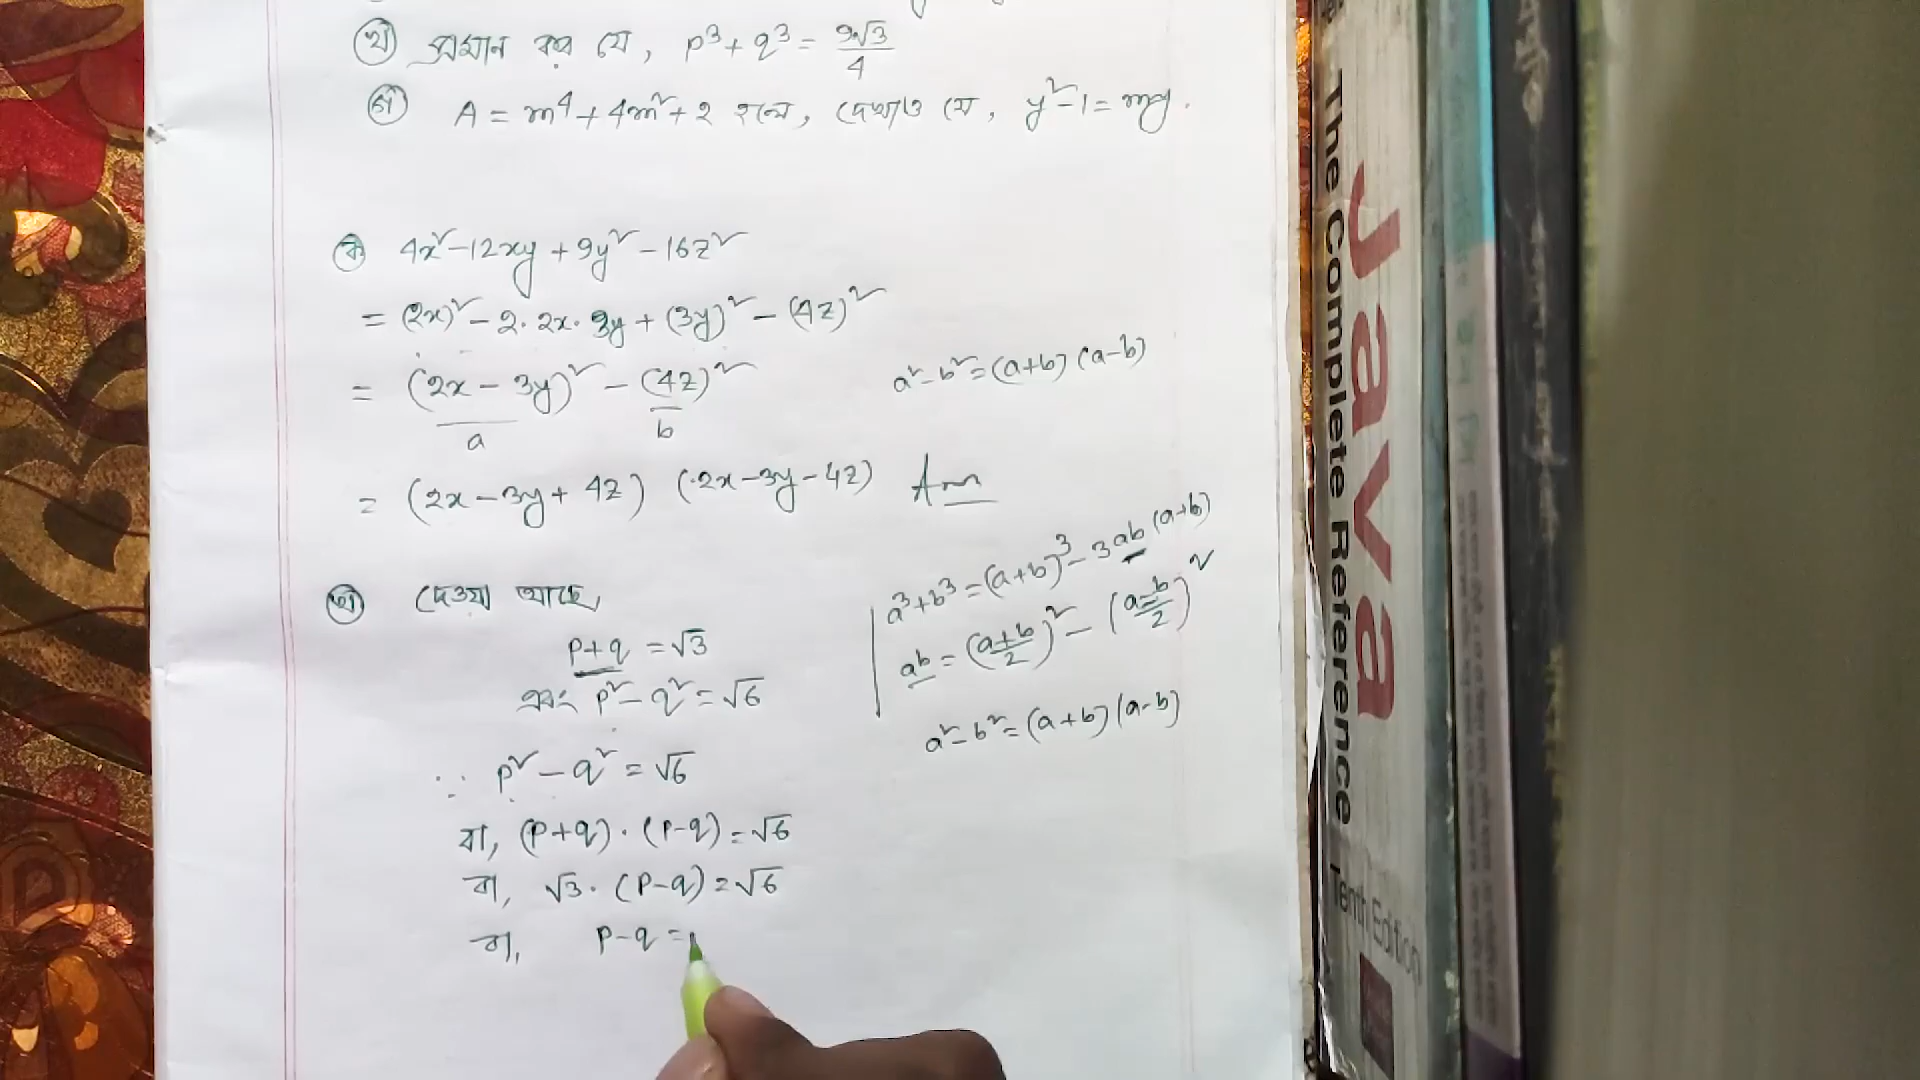 (খ) প্রমান কর যে, p³ + q³ = 9√3/4
(গ) A = m⁴ + 4m² + 2 হলে, দেখাও যে, y² - 1 = my.
(ক) 4x² - 12xy + 9y² - 16z²
= (2x)² - 2. 2x. 3y + (3y)² - (4z)²
= (2x - 3y)² - (4z)²
a b
a² - b² = (a+b) (a-b)
= (2x - 3y + 4z) (2x - 3y - 4z) Ans
(খ) দেওয়া আছে,
p+q = √3
এবং p² - q² = √6
∴ p² - q² = √6
বা, (p+q) . (p-q) = √6
বা, √3 . (p-q) = √6
বা, p-q =
a³ + b³ = (a+b)³ - 3ab (a+b)
ab = (a+b/2)² - (a-b/2)²
a² - b² = (a+b) (a-b)
Java
The Complete Reference
Tenth Edition